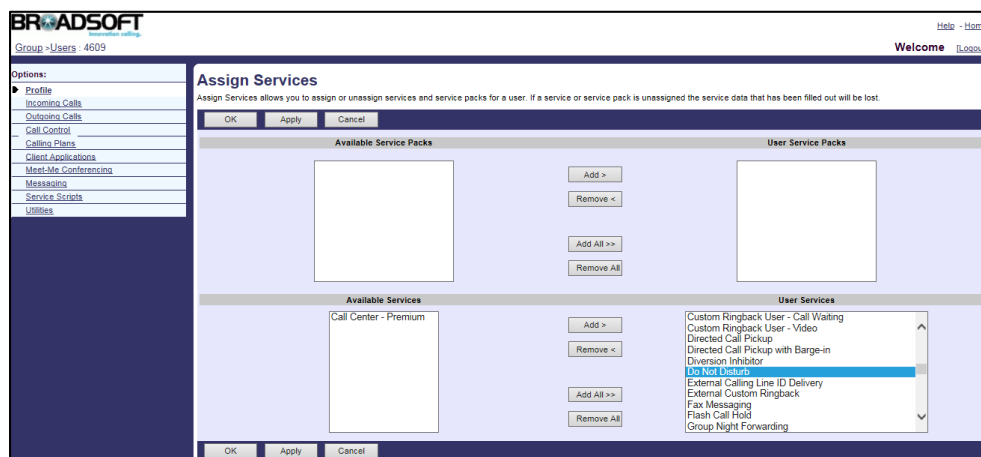 BROADSOFT
innovation calling.
Help - Hom
Group >Users : 4609
Welcome [Logou
Options:
Profile
Incoming Calls
Outgoing Calls
Call Control
Calling Plans
Client Applications
Meet-Me Conferencing
Messaging
Service Scripts
Utilities
Assign Services
Assign Services allows you to assign or unassign services and service packs for a user. If a service or service pack is unassigned the service data that has been filled out will be lost.
OK Apply Cancel
Available Service Packs User Service Packs
Add >
Remove <
Add All >>
Remove All
Available Services User Services
Call Center - Premium
Add >
Remove <
Add All >>
Remove All
Custom Ringback User - Call Waiting
Custom Ringback User - Video
Directed Call Pickup
Directed Call Pickup with Barge-in
Diversion Inhibitor
Do Not Disturb
External Calling Line ID Delivery
External Custom Ringback
Fax Messaging
Flash Call Hold
Group Night Forwarding
OK Apply Cancel